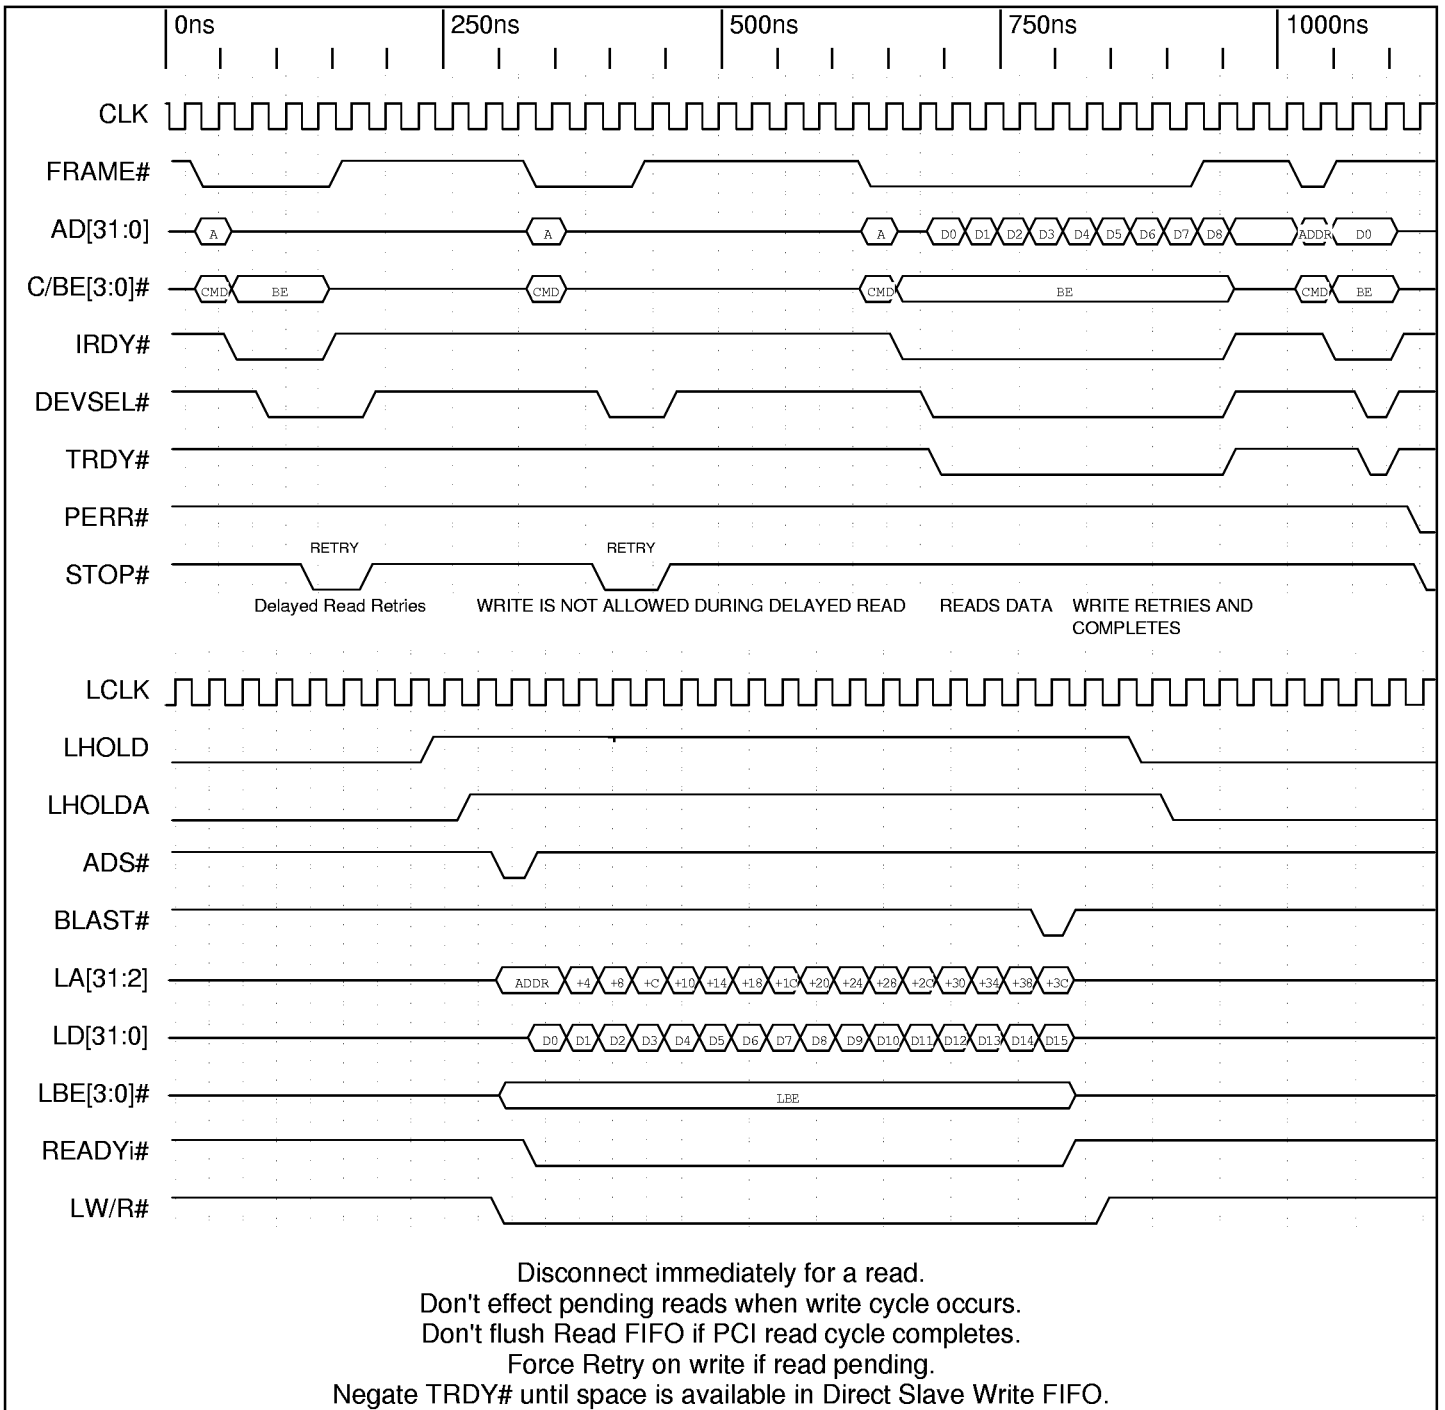 0ns 250ns 500ns 750ns 1000ns
CLK
FRAME#
AD[31:0] A A A D0 D1 D2 D3 D4 D5 D6 D7 D8 ADDR D0
C/BE[3:0]# CMD BE CMD CMD BE CMD BE
IRDY#
DEVSEL#
TRDY#
PERR#
RETRY RETRY
STOP#
Delayed Read Retries WRITE IS NOT ALLOWED DURING DELAYED READ READS DATA WRITE RETRIES AND
COMPLETES
LCLK
LHOLD
LHOLDA
ADS#
BLAST#
LA[31:2] ADDR +4 +8 +C +10 +14 +18 +1C +20 +24 +28 +2C +30 +34 +38 +3C
LD[31:0] D0 D1 D2 D3 D4 D5 D6 D7 D8 D9 D10 D11 D12 D13 D14 D15
LBE[3:0]# LBE
READYi#
LW/R#
Disconnect immediately for a read.
Don't effect pending reads when write cycle occurs.
Don't flush Read FIFO if PCI read cycle completes.
Force Retry on write if read pending.
Negate TRDY# until space is available in Direct Slave Write FIFO.